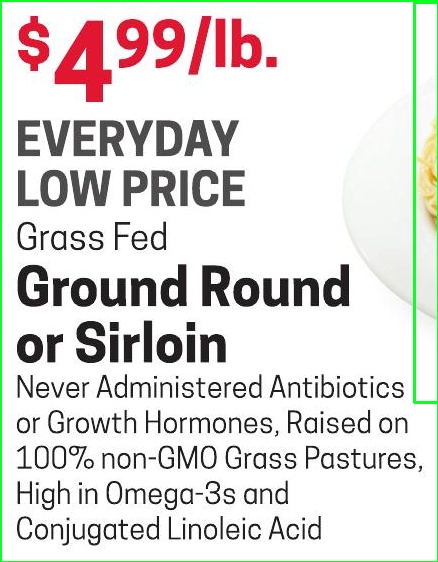 $4.99/lb.
EVERYDAY
LOW PRICE
Grass Fed
Ground Round
or Sirloin
Never Administered Antibiotics
or Growth Hormones, Raised on
100% non-GMO Grass Pastures,
High in Omega-3s and
Conjugated Linoleic Acid